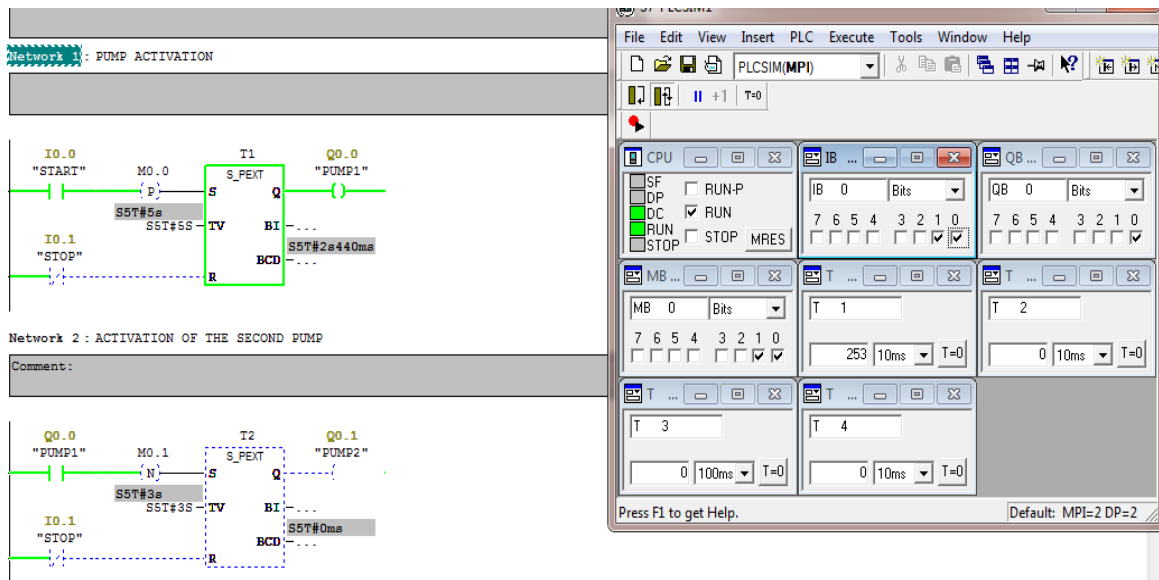 Network 1: PUMP ACTIVATION
I0.0
"START"
M0.0
P
T1
S_PEXT
S
Q
Q0.0
"PUMP1"
S5T#5s
S5T#5S
TV
BI
...
S5T#2s440ms
BCD
...
I0.1
"STOP"
R
Network 2: ACTIVATION OF THE SECOND PUMP
Comment:
Q0.0
"PUMP1"
M0.1
N
T2
S_PEXT
S
Q
Q0.1
"PUMP2"
S5T#3s
S5T#3S
TV
BI
...
S5T#0ms
BCD
...
I0.1
"STOP"
R
S7-PLCSIM1
File Edit View Insert PLC Execute Tools Window Help
PLCSIM(MPI)
+1 T=0
CPU
SF
DP
DC
RUN
STOP
RUN-P
RUN
STOP
MRES
IB ...
IB 0 Bits
7 6 5 4 3 2 1 0
QB ...
QB 0 Bits
7 6 5 4 3 2 1 0
MB ...
MB 0 Bits
7 6 5 4 3 2 1 0
T ...
T 1
253 10ms T=0
T ...
T 2
0 10ms T=0
T ...
T 3
0 100ms T=0
T ...
T 4
0 10ms T=0
Press F1 to get Help.
Default: MPI=2 DP=2